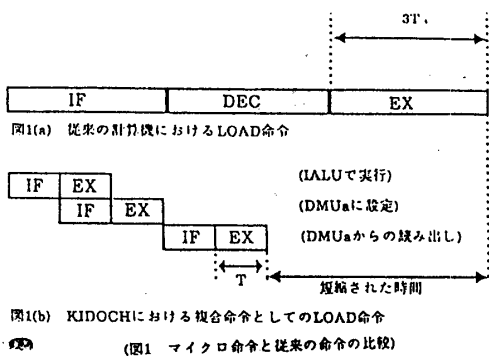 3T
IF DEC EX
図1(a) 従来の計算機におけるLOAD命令
IF EX (IALUで実行)
IF EX (DMUaに設定)
IF EX (DMUaからの読み出し)
T
短縮された時間
図1(b) KIDOCHにおける複合命令としてのLOAD命令
(図1 マイクロ命令と従来の命令の比較)